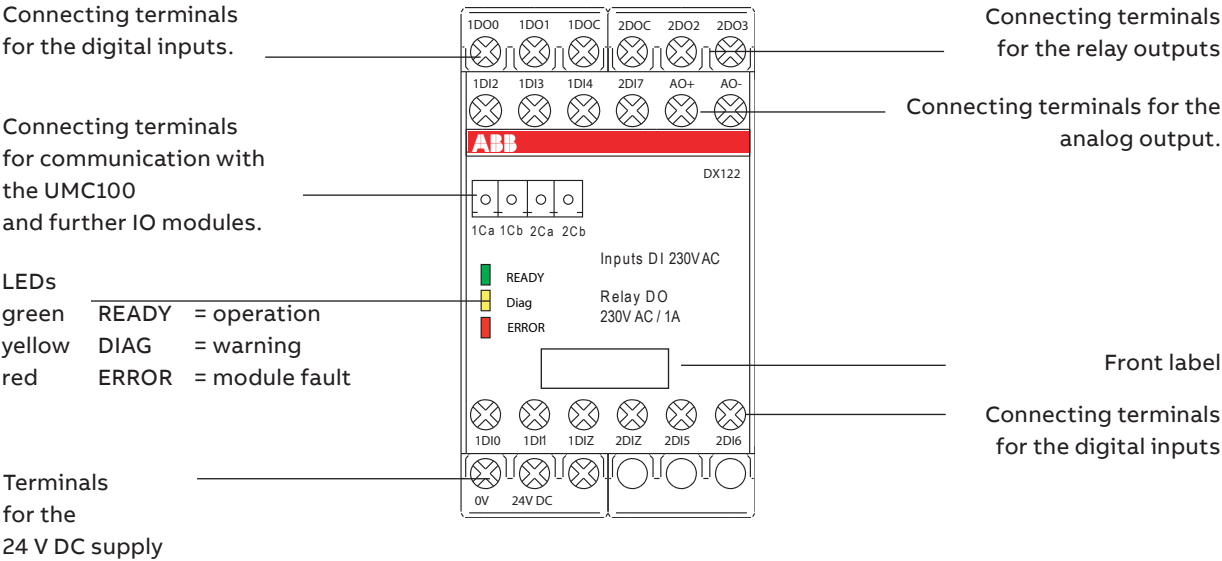 Connecting terminals
for the digital inputs.
Connecting terminals
for communication with
the UMC100
and further IO modules.
LEDs
green READY = operation
yellow DIAG = warning
red ERROR = module fault
Terminals
for the
24 V DC supply
1DO0 1DO1 1DOC 2DOC 2DO2 2DO3
1DI2 1DI3 1DI4 2DI7 AO+ AO-
ABB
DX122
1Ca 1Cb 2Ca 2Cb
Inputs DI 230V AC
READY
Diag
ERROR
Relay DO
230V AC / 1A
1DI0 1DI1 1DIZ 2DIZ 2DI5 2DI6
0V 24V DC
Connecting terminals
for the relay outputs
Connecting terminals for the
analog output.
Front label
Connecting terminals
for the digital inputs